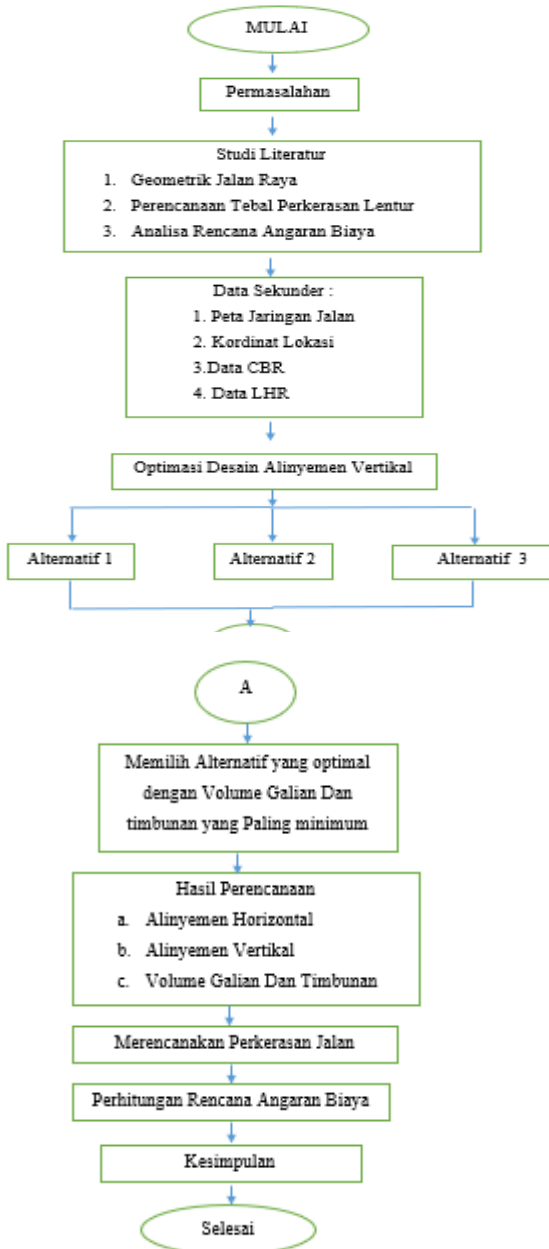 MULAI
Permasalahan
Studi Literatur
1. Geometrik Jalan Raya
2. Perencanaan Tebal Perkerasan Lentur
3. Analisa Rencana Angaran Biaya
Data Sekunder :
1. Peta Jaringan Jalan
2. Kordinat Lokasi
3.Data CBR
4. Data LHR
Optimasi Desain Alinyemen Vertikal
Alternatif 1 Alternatif 2 Alternatif 3
A
Memilih Alternatif yang optimal
dengan Volume Galian Dan
timbunan yang Paling minimum
Hasil Perencanaan
a. Alinyemen Horizontal
b. Alinyemen Vertikal
c. Volume Galian Dan Timbunan
Merencanakan Perkerasan Jalan
Perhitungan Rencana Angaran Biaya
Kesimpulan
Selesai